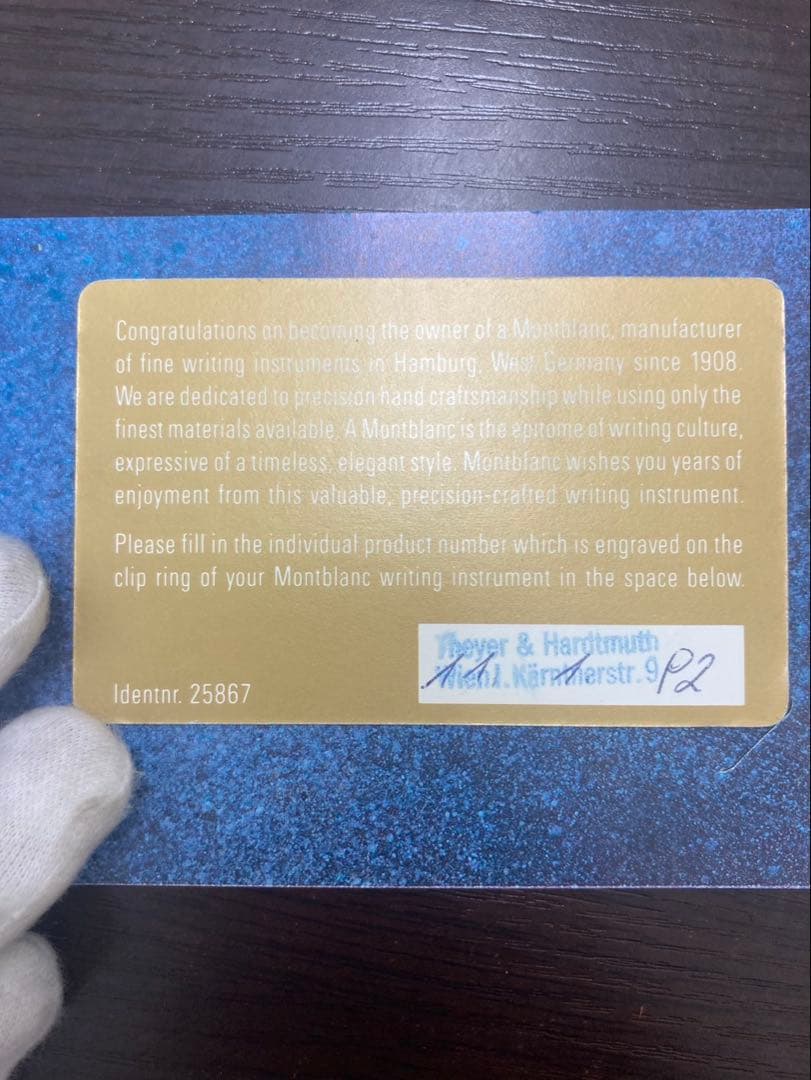 Congratulations on becoming the owner of a Montblanc, manufacturer
of fine writing instruments in Hamburg, West Germany since 1908.
We are dedicated to precision hand craftsmanship while using only the
finest materials available. A Montblanc is the epitome of writing culture,
expressive of a timeless, elegant style. Montblanc wishes you years of
enjoyment from this valuable, precision-crafted writing instrument.
Please fill in the individual product number which is engraved on the
clip ring of your Montblanc writing instrument in the space below.
Theyer & Hardtmuth
Wien I. Kärntnerstr. 9
P2
Identnr. 25867